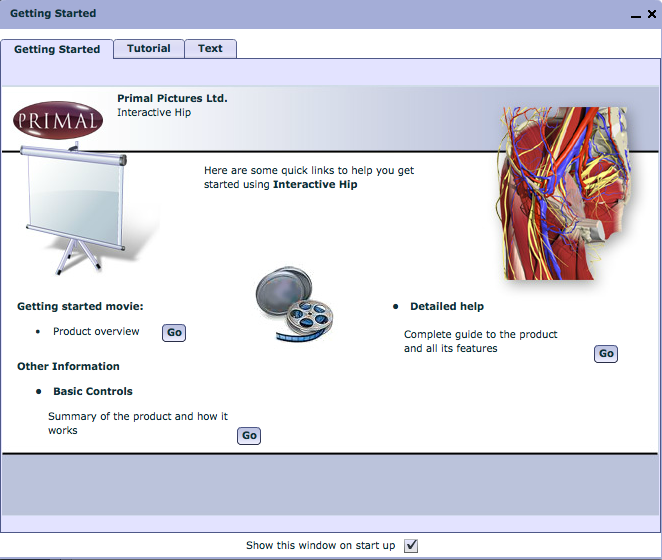 Getting Started
Getting Started
Tutorial
Text
PRIMAL
Primal Pictures Ltd.
Interactive Hip
Here are some quick links to help you get
started using Interactive Hip
Getting started movie:
• Product overview
Go
Other Information
• Basic Controls
Summary of the product and how it
works
Go
• Detailed help
Complete guide to the product
and all its features
Go
Show this window on start up